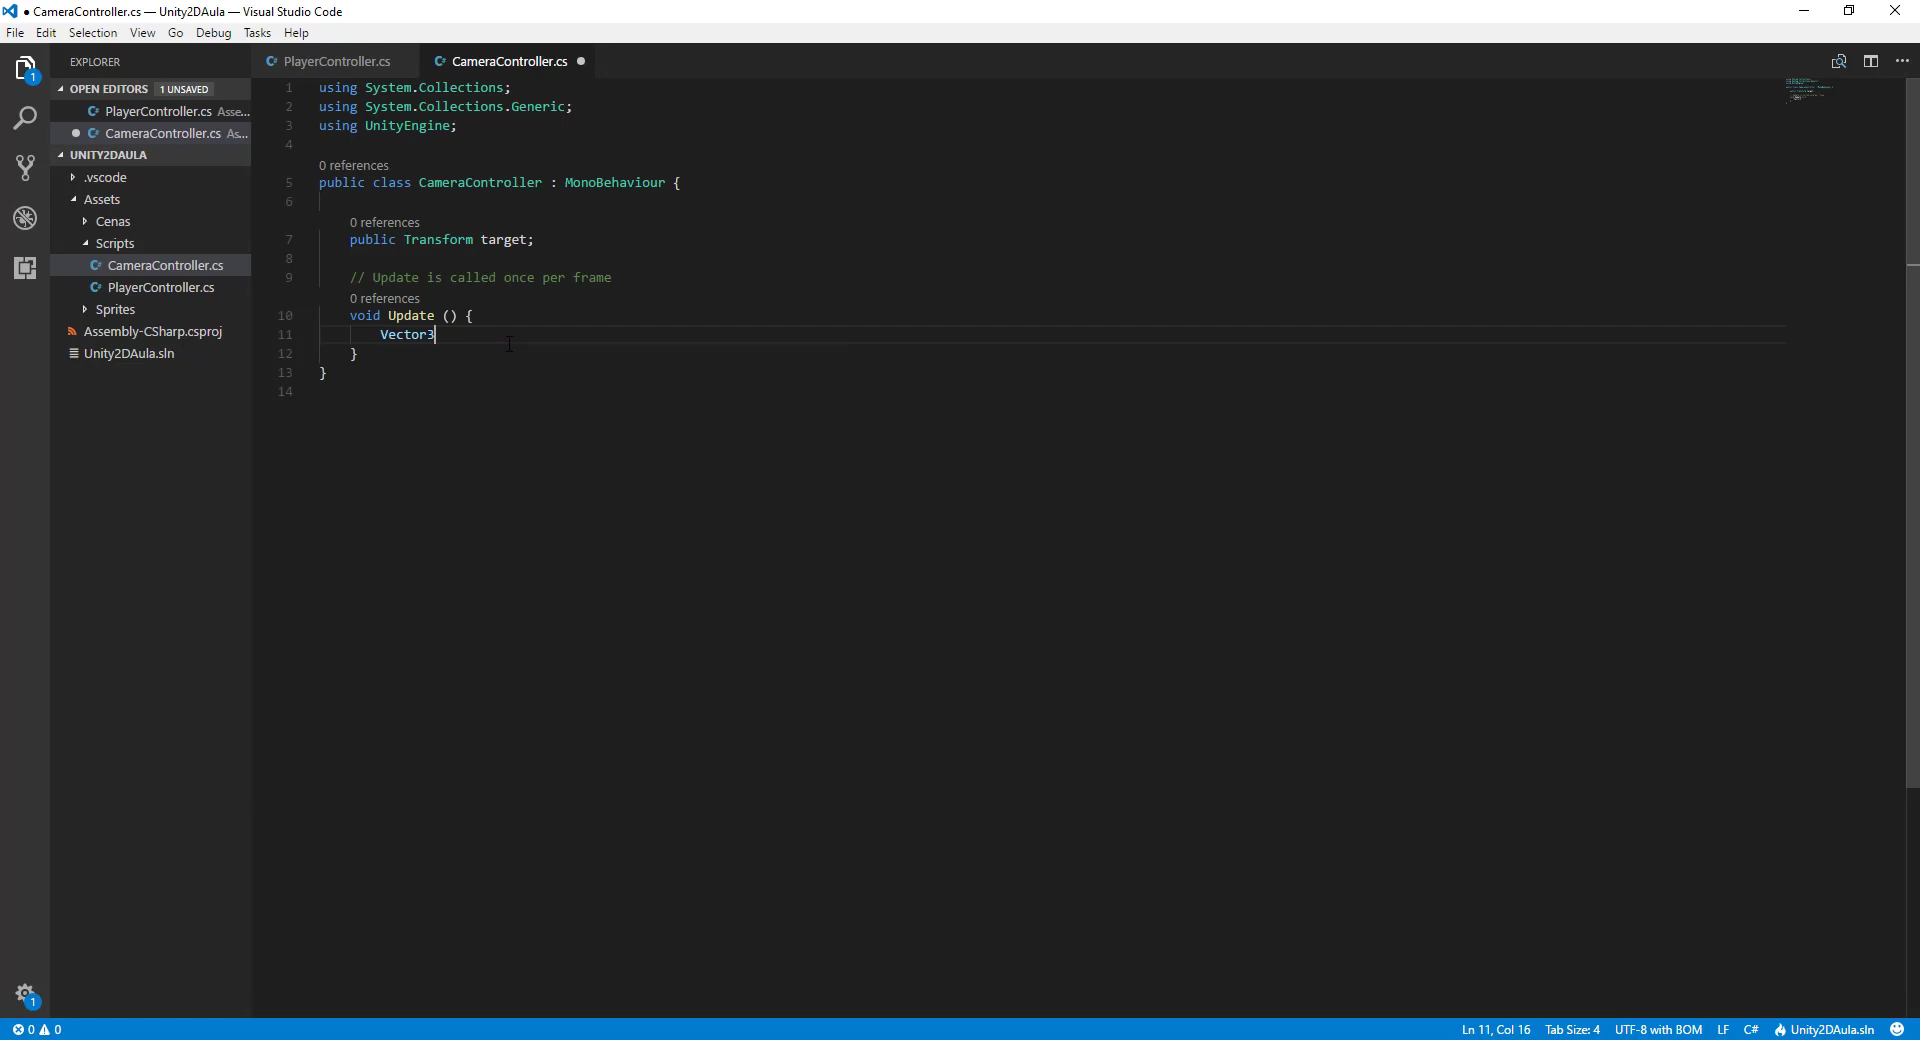 ● CameraController.cs — Unity2DAula — Visual Studio Code
File Edit Selection View Go Debug Tasks Help
EXPLORER
OPEN EDITORS 1 UNSAVED
PlayerController.cs Asse...
CameraController.cs As...
UNITY2DAULA
.vscode
Assets
Cenas
Scripts
CameraController.cs
PlayerController.cs
Sprites
Assembly-CSharp.csproj
Unity2DAula.sln
1
1
PlayerController.cs CameraController.cs
1 using System.Collections;
2 using System.Collections.Generic;
3 using UnityEngine;
4
0 references
5 public class CameraController : MonoBehaviour {
6
0 references
7 public Transform target;
8
9 // Update is called once per frame
0 references
10 void Update () {
11 Vector3
12 }
13 }
14
0 0 Ln 11, Col 16 Tab Size: 4 UTF-8 with BOM LF C# Unity2DAula.sln